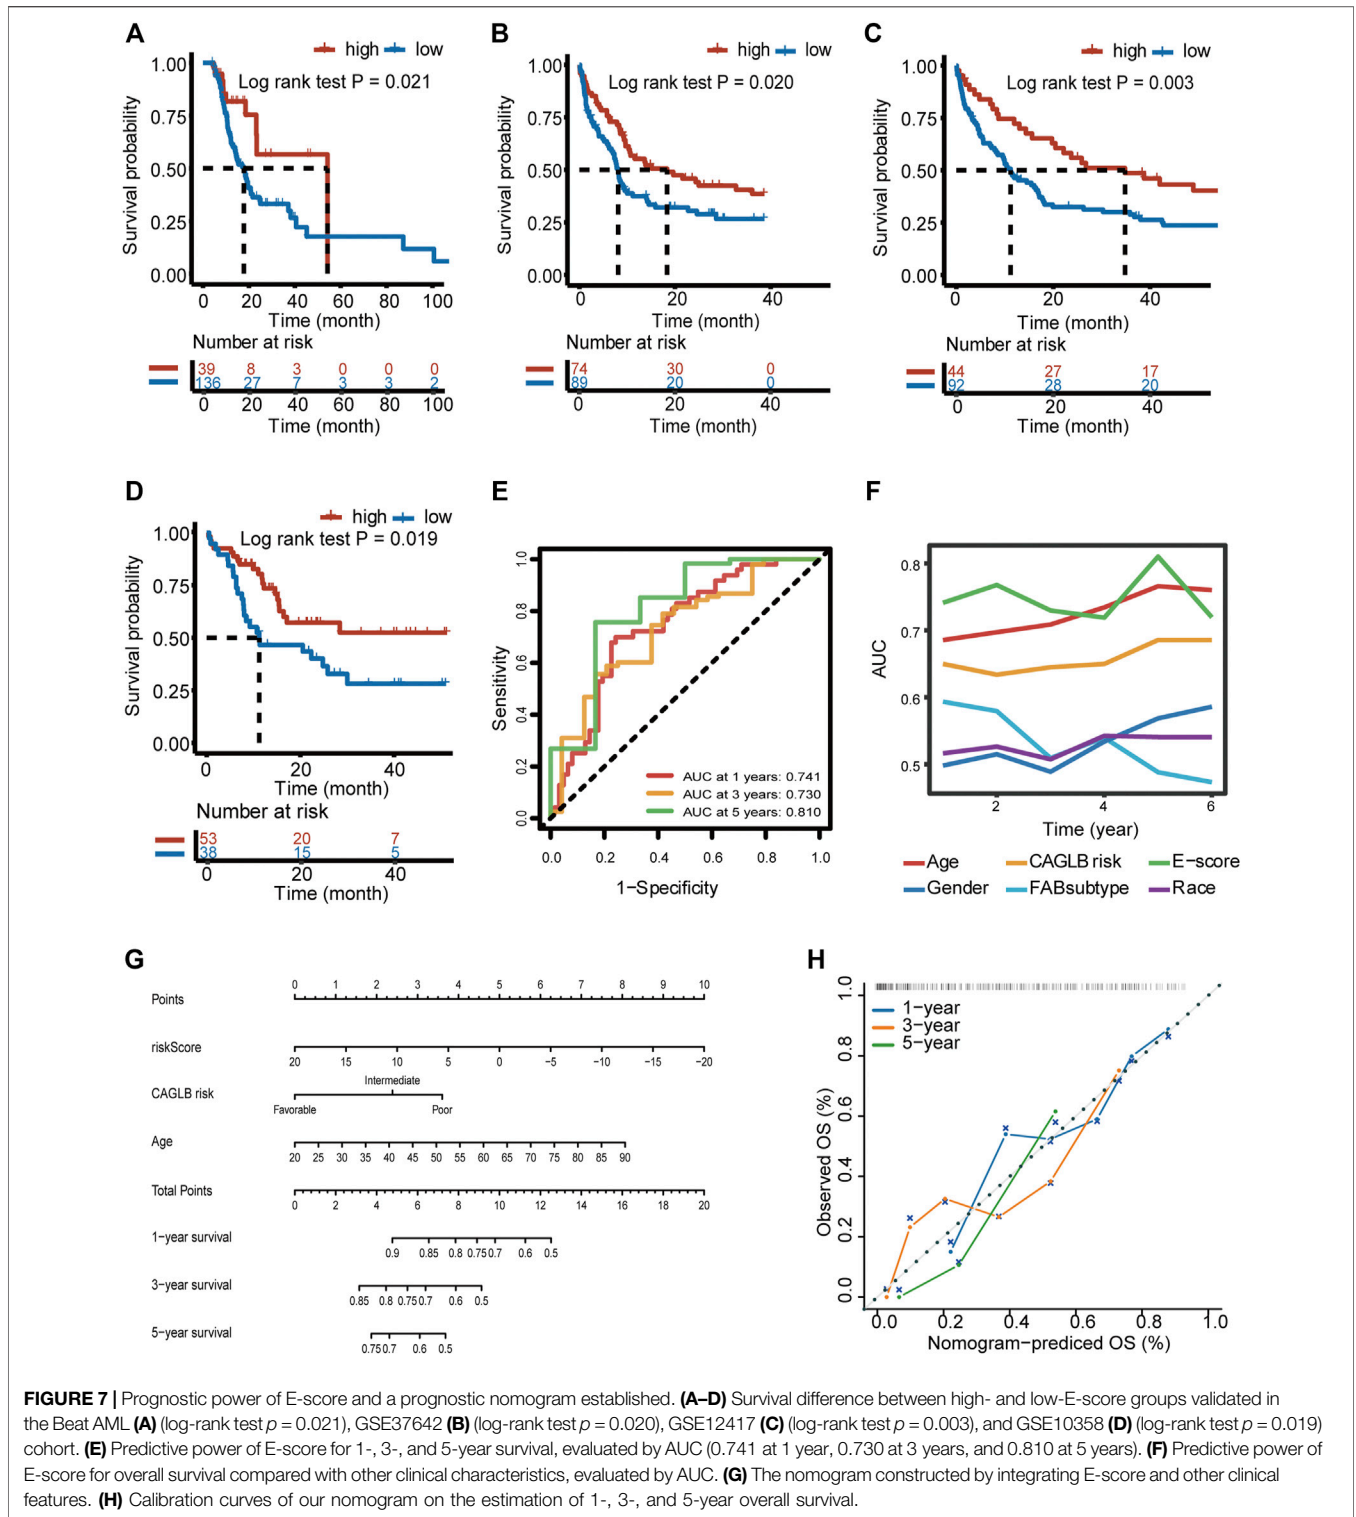 A
high low
Log rank test P = 0.021
Survival probability
1.00
0.75
0.50
0.25
0.00
0 20 40 60 80 100
Time (month)
Number at risk
39 8 3 0 0 0
136 27 7 3 3 2
0 20 40 60 80 100
Time (month)
B
high low
Log rank test P = 0.020
Survival probability
1.00
0.75
0.50
0.25
0.00
0 20 40
Time (month)
Number at risk
74 30 0
89 20 0
0 20 40
Time (month)
C
high low
Log rank test P = 0.003
Survival probability
1.00
0.75
0.50
0.25
0.00
0 20 40
Time (month)
Number at risk
44 27 17
92 28 20
0 20 40
Time (month)
D
high low
Log rank test P = 0.019
Survival probability
1.00
0.75
0.50
0.25
0.00
0 20 40
Time (month)
Number at risk
53 20 7
38 15 5
0 20 40
Time (month)
E
Sensitivity
1.0
0.8
0.6
0.4
0.2
0.0
AUC at 1 years: 0.741
AUC at 3 years: 0.730
AUC at 5 years: 0.810
0.0 0.2 0.4 0.6 0.8 1.0
1−Specificity
F
AUC
0.8
0.7
0.6
0.5
2 4 6
Time (year)
Age CAGLB risk E−score
Gender FABsubtype Race
G
Points
0 1 2 3 4 5 6 7 8 9 10
riskScore
20 15 10 5 0 −5 −10 −15 −20
CAGLB risk
Intermediate
Favorable Poor
Age
20 25 30 35 40 45 50 55 60 65 70 75 80 85 90
Total Points
0 2 4 6 8 10 12 14 16 18 20
1−year survival
0.9 0.85 0.8 0.75 0.7 0.6 0.5
3−year survival
0.85 0.8 0.75 0.7 0.6 0.5
5−year survival
0.75 0.7 0.6 0.5
H
1−year
3−year
5−year
Observed OS (%)
1.0
0.8
0.6
0.4
0.2
0.0
0.0 0.2 0.4 0.6 0.8 1.0
Nomogram−prediced OS (%)
FIGURE 7 | Prognostic power of E-score and a prognostic nomogram established. (A–D) Survival difference between high- and low-E-score groups validated in
the Beat AML (A) (log-rank test p = 0.021), GSE37642 (B) (log-rank test p = 0.020), GSE12417 (C) (log-rank test p = 0.003), and GSE10358 (D) (log-rank test p = 0.019)
cohort. (E) Predictive power of E-score for 1-, 3-, and 5-year survival, evaluated by AUC (0.741 at 1 year, 0.730 at 3 years, and 0.810 at 5 years). (F) Predictive power of
E-score for overall survival compared with other clinical characteristics, evaluated by AUC. (G) The nomogram constructed by integrating E-score and other clinical
features. (H) Calibration curves of our nomogram on the estimation of 1-, 3-, and 5-year overall survival.